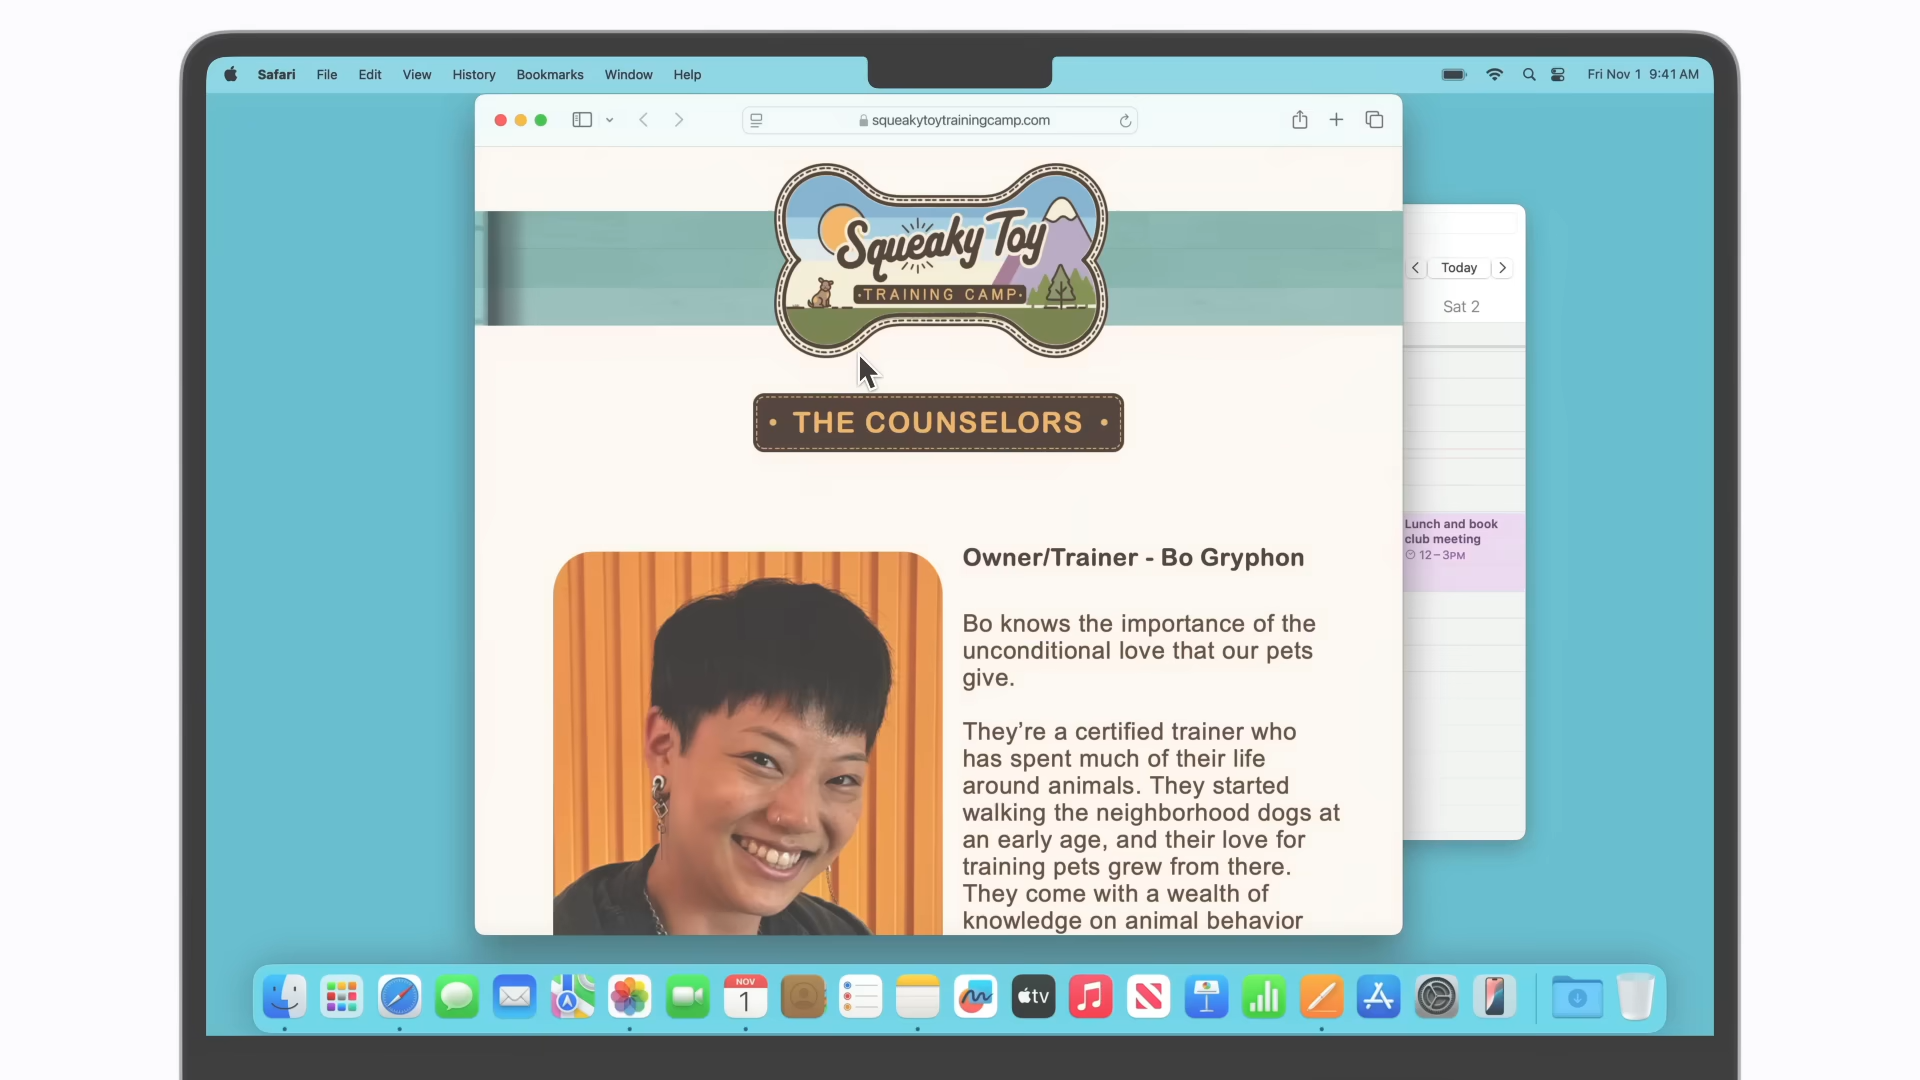 Safari File Edit View History Bookmarks Window Help
Fri Nov 1 9:41 AM
squeakytoytrainingcamp.com
Squeaky Toy
·TRAINING CAMP·
• THE COUNSELORS •
Owner/Trainer - Bo Gryphon
Bo knows the importance of the
unconditional love that our pets
give.
They’re a certified trainer who
has spent much of their life
around animals. They started
walking the neighborhood dogs at
an early age, and their love for
training pets grew from there.
They come with a wealth of
knowledge on animal behavior
Today
Sat 2
Lunch and book
club meeting
12–3PM
NOV
1
tv